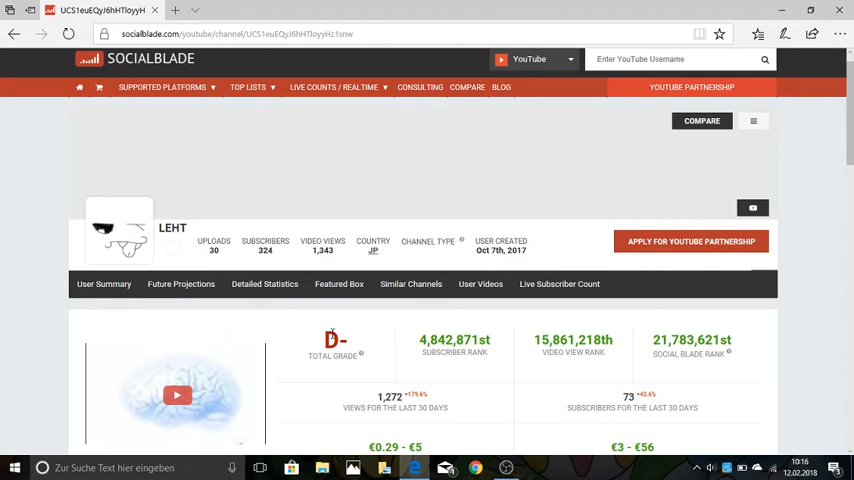 UCS1euEQyJ6hHTloyyH
socialblade.com/youtube/channel/UCS1euEQyJ6hHTloyyHz1snw
SOCIALBLADE
YouTube
Enter YouTube Username
SUPPORTED PLATFORMS
TOP LISTS
LIVE COUNTS / REALTIME
CONSULTING
COMPARE
BLOG
YOUTUBE PARTNERSHIP
COMPARE
LEHT
UPLOADS
30
SUBSCRIBERS
324
VIDEO VIEWS
1,343
COUNTRY
JP
CHANNEL TYPE
USER CREATED
Oct 7th, 2017
APPLY FOR YOUTUBE PARTNERSHIP
User Summary
Future Projections
Detailed Statistics
Featured Box
Similar Channels
User Videos
Live Subscriber Count
D-
TOTAL GRADE
4,842,871st
SUBSCRIBER RANK
15,861,218th
VIDEO VIEW RANK
21,783,621st
SOCIAL BLADE RANK
1,272 +179.6%
VIEWS FOR THE LAST 30 DAYS
73 +42.6%
SUBSCRIBERS FOR THE LAST 30 DAYS
€0.29 - €5
€3 - €56
Zur Suche Text hier eingeben
10:16
12.02.2018